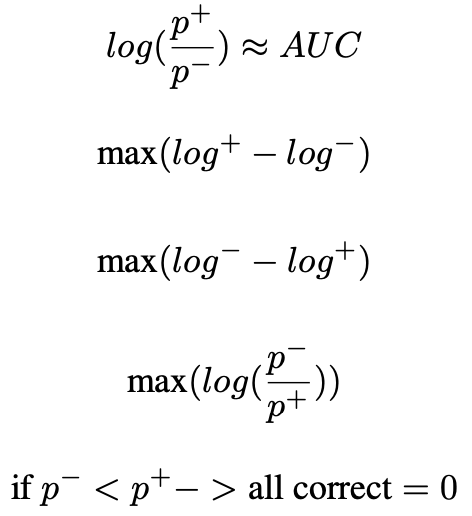 log(p⁺/p⁻) ≈ AUC
max(log⁺ − log⁻)
max(log⁻ − log⁺)
max(log(p⁻/p⁺))
if p⁻ < p⁺− > all correct = 0